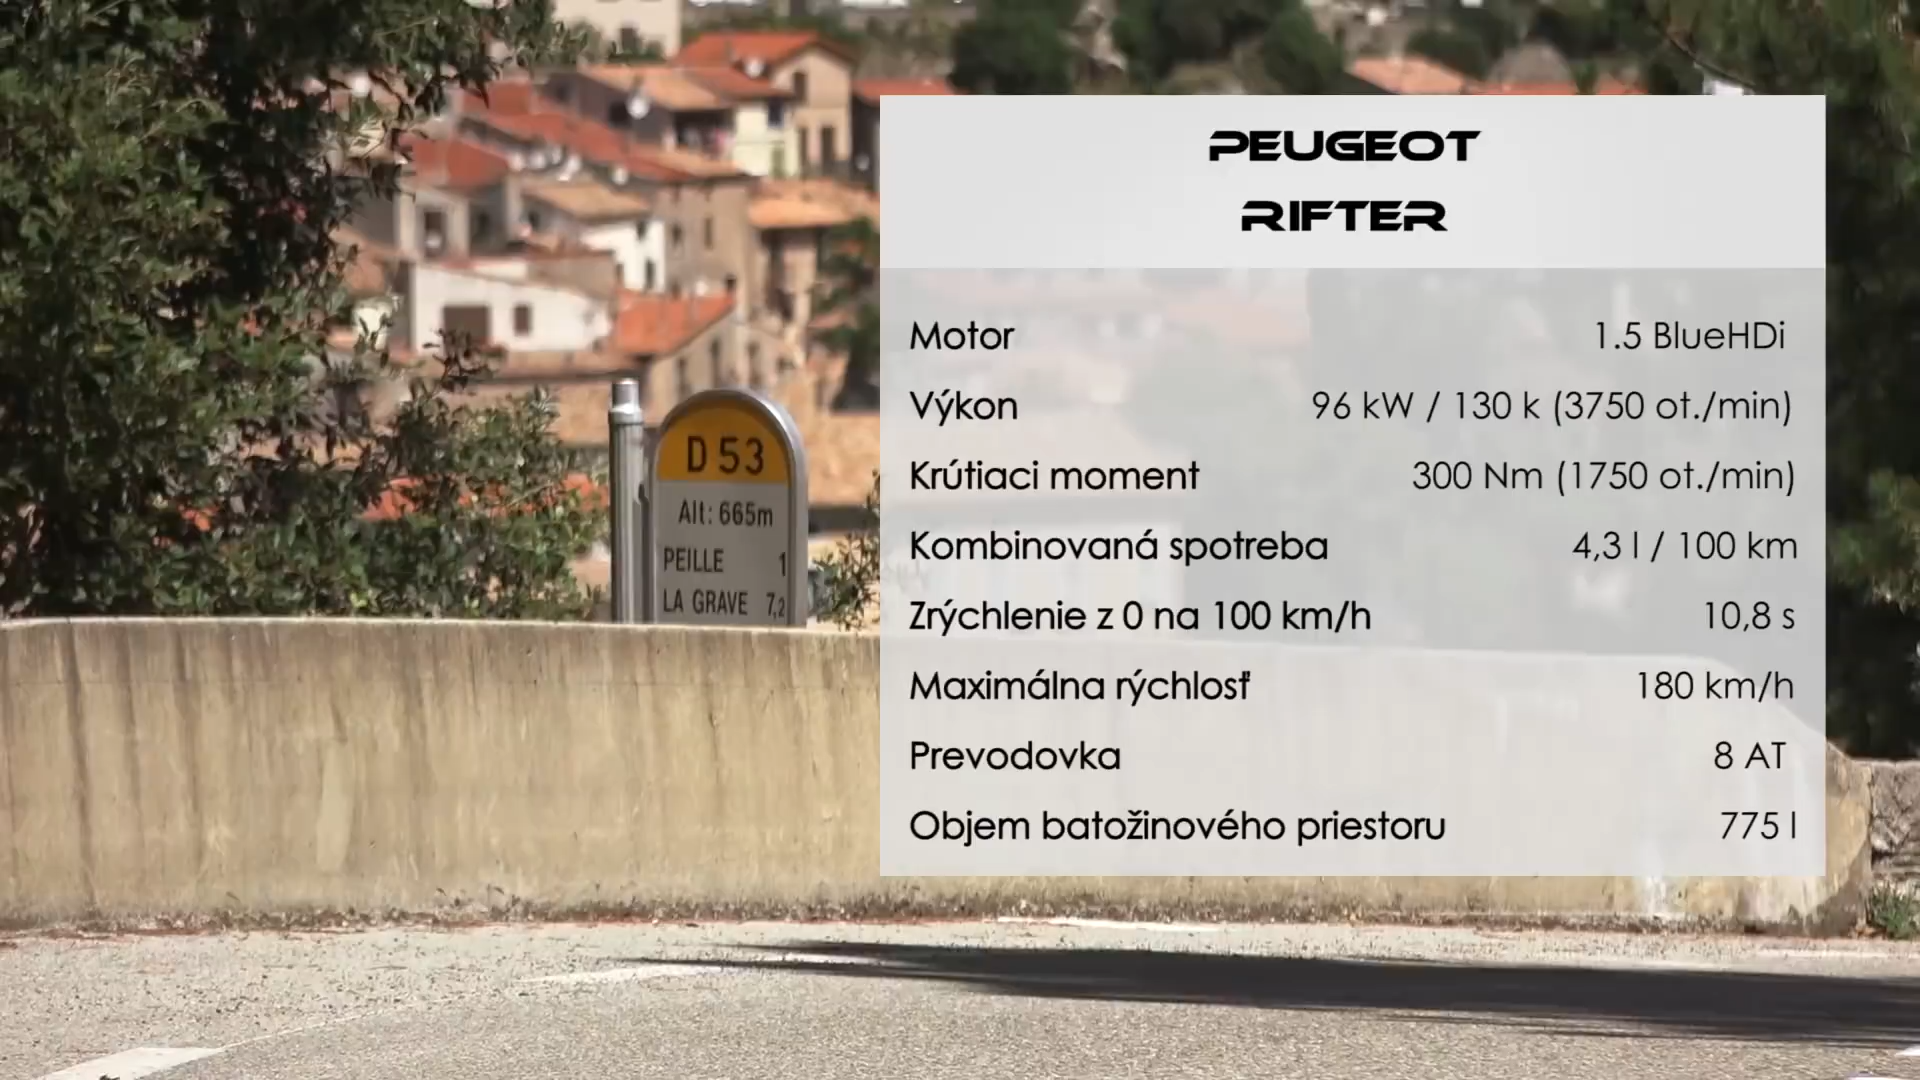 D 53
Alt: 665m
PEILLE 1
LA GRAVE 7,2
PEUGEOT
RIFTER
Motor 1.5 BlueHDi
Výkon 96 kW / 130 k (3750 ot./min)
Krútiaci moment 300 Nm (1750 ot./min)
Kombinovaná spotreba 4,3 l / 100 km
Zrýchlenie z 0 na 100 km/h 10,8 s
Maximálna rýchlosť 180 km/h
Prevodovka 8 AT
Objem batožinového priestoru 775 l